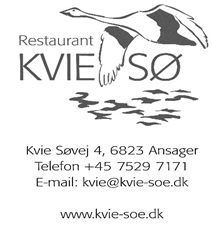 Restaurant
KVIE SØ
Kvie Søvej 4, 6823 Ansager
Telefon +45 7529 7171
E-mail: kvie@kvie-soe.dk
www.kvie-soe.dk